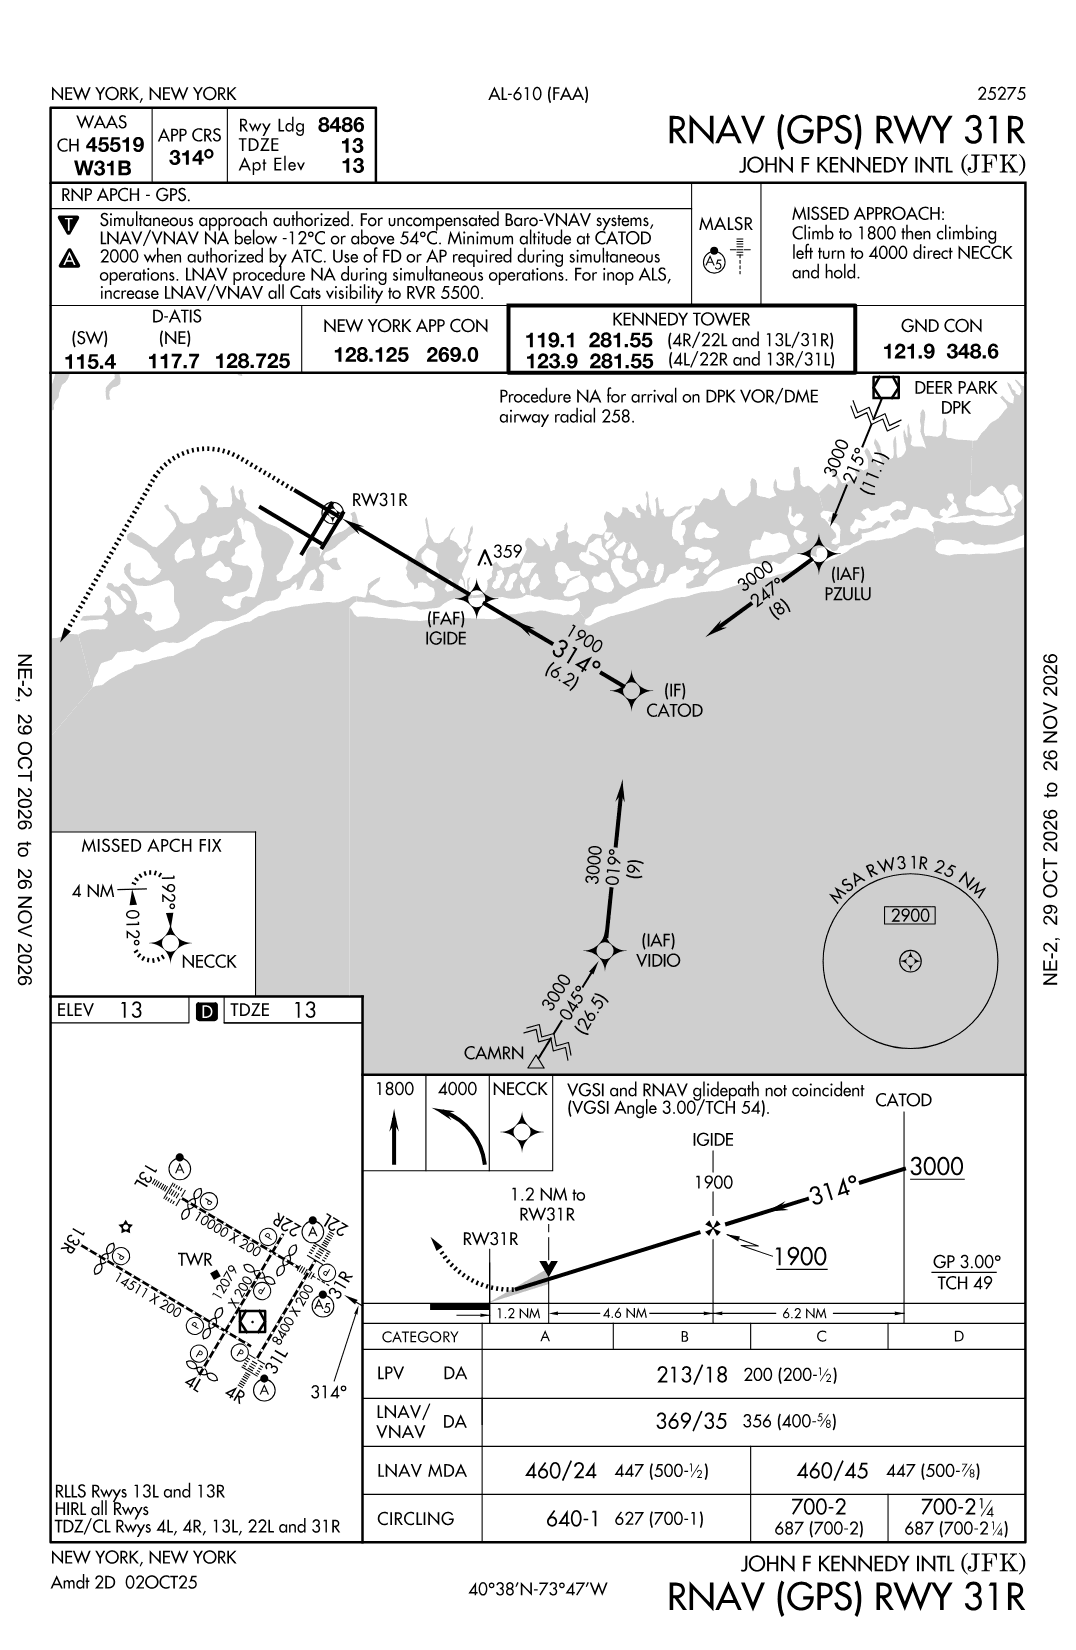 NEW YORK, NEW YORK
AL-610 (FAA)
25275
WAAS
CH 45519
W31B
APP CRS
314°
Rwy Ldg 8486
TDZE 13
Apt Elev 13
RNAV (GPS) RWY 31R
JOHN F KENNEDY INTL (JFK)
RNP APCH - GPS.
T
A
Simultaneous approach authorized. For uncompensated Baro-VNAV systems,
LNAV/VNAV NA below -12°C or above 54°C. Minimum altitude at CATOD
2000 when authorized by ATC. Use of FD or AP required during simultaneous
operations. LNAV procedure NA during simultaneous operations. For inop ALS,
increase LNAV/VNAV all Cats visibility to RVR 5500.
MALSR
A5
MISSED APPROACH:
Climb to 1800 then climbing
left turn to 4000 direct NECCK
and hold.
D-ATIS
(SW) (NE)
115.4 117.7 128.725
NEW YORK APP CON
128.125 269.0
KENNEDY TOWER
119.1 281.55 (4R/22L and 13L/31R)
123.9 281.55 (4L/22R and 13R/31L)
GND CON
121.9 348.6
Procedure NA for arrival on DPK VOR/DME
airway radial 258.
DEER PARK
DPK
3000
215°
(11.1)
RW31R
359
(IAF)
PZULU
3000
247°
(8)
(FAF)
IGIDE
1900
314°
(6.2)
(IF)
CATOD
3000
019°
(9)
(IAF)
VIDIO
3000
045°
(26.5)
CAMRN
MSA RW31R 25 NM
2900
MISSED APCH FIX
4 NM
192°
012°
NECCK
NE-2, 29 OCT 2026 to 26 NOV 2026
NE-2, 29 OCT 2026 to 26 NOV 2026
ELEV 13
D
TDZE 13
A
13L
P
10000 X 200
13R
P
14511 X 200
TWR
P
22R
A
22L
12079
X 200
P
P
31R
A5
8400 X 200
P
P
P
31L
4L
4R
A
314°
RLLS Rwys 13L and 13R
HIRL all Rwys
TDZ/CL Rwys 4L, 4R, 13L, 22L and 31R
1800
4000
NECCK
VGSI and RNAV glidepath not coincident
(VGSI Angle 3.00/TCH 54).
CATOD
IGIDE
3000
1900
314°
1.2 NM to
RW31R
RW31R
1900
GP 3.00°
TCH 49
1.2 NM
4.6 NM
6.2 NM
CATEGORY A B C D
LPV DA 213/18 200 (200-½)
LNAV/
VNAV DA 369/35 356 (400-⅝)
LNAV MDA 460/24 447 (500-½) 460/45 447 (500-⅞)
CIRCLING 640-1 627 (700-1) 700-2 687 (700-2) 700-2¼ 687 (700-2¼)
NEW YORK, NEW YORK
Amdt 2D 02OCT25
40°38'N-73°47'W
JOHN F KENNEDY INTL (JFK)
RNAV (GPS) RWY 31R